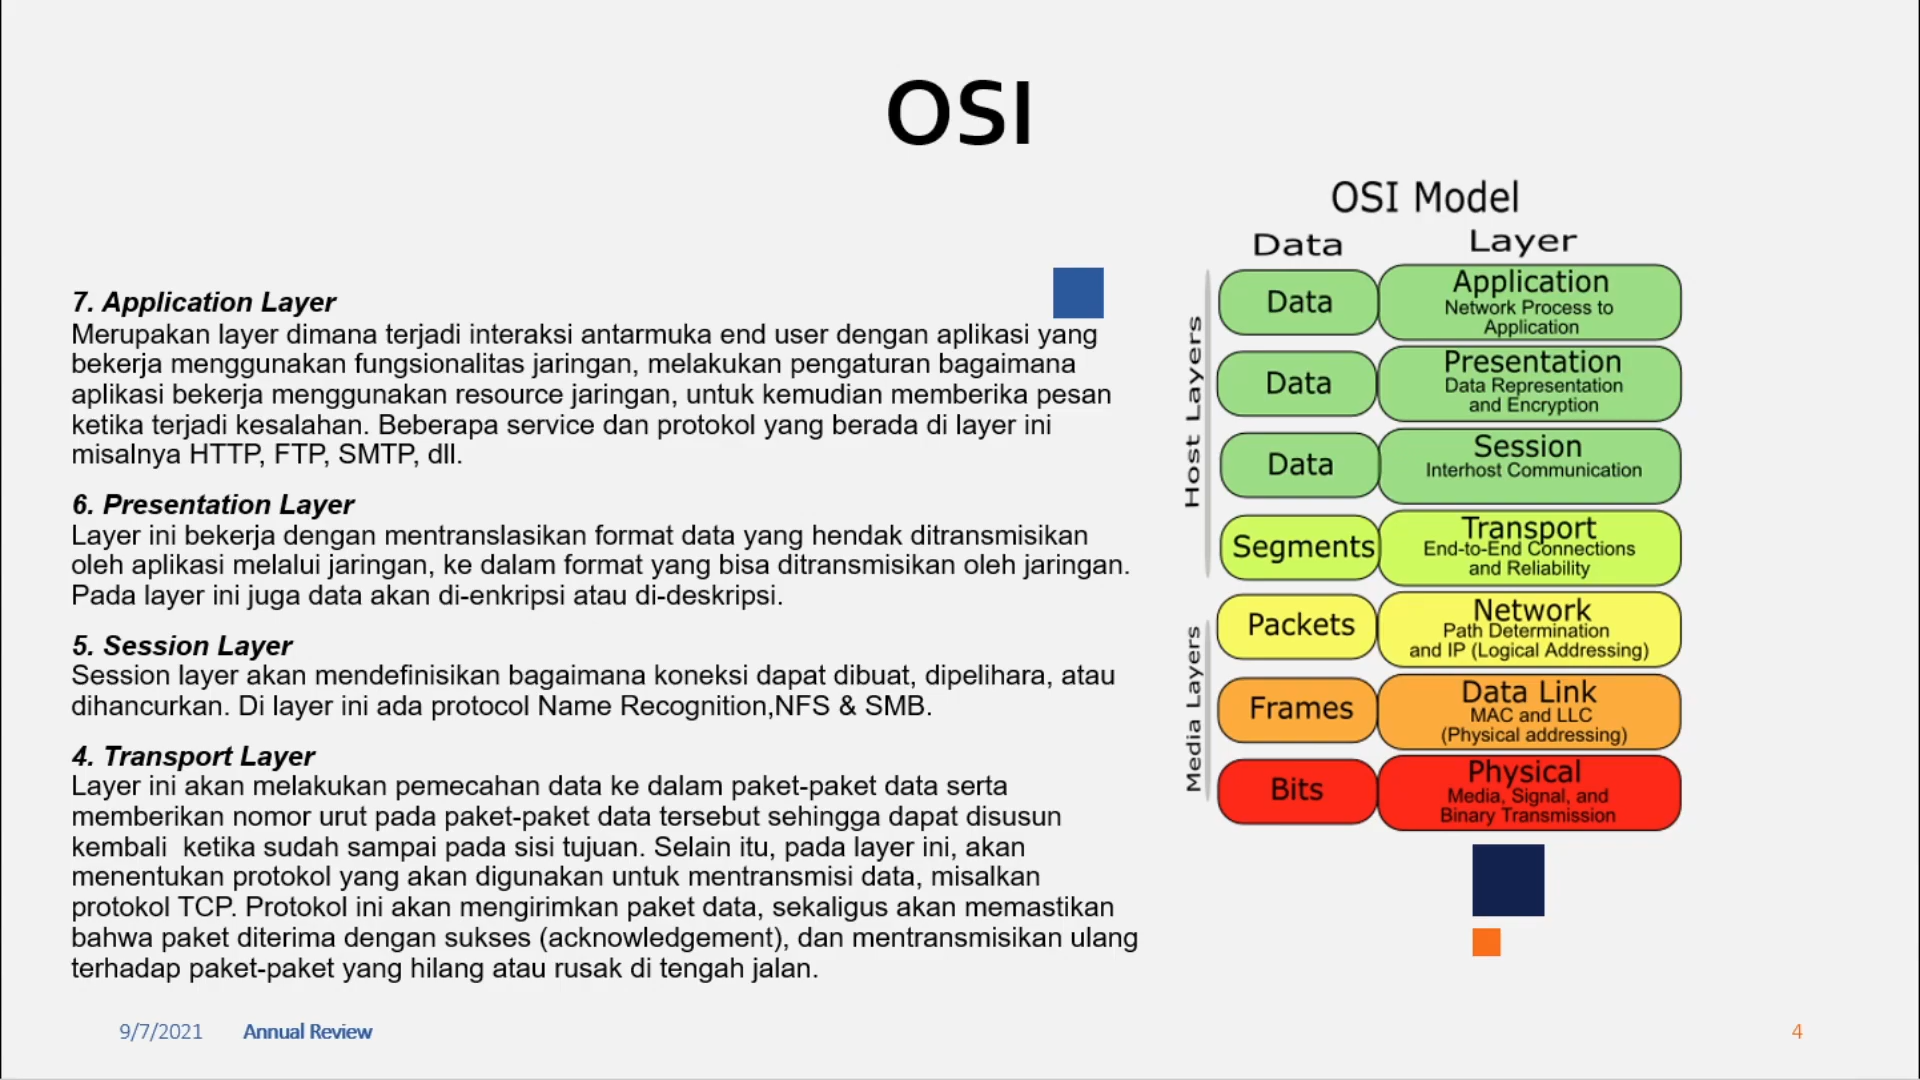 OSI
7. Application Layer
Merupakan layer dimana terjadi interaksi antarmuka end user dengan aplikasi yang
bekerja menggunakan fungsionalitas jaringan, melakukan pengaturan bagaimana
aplikasi bekerja menggunakan resource jaringan, untuk kemudian memberika pesan
ketika terjadi kesalahan. Beberapa service dan protokol yang berada di layer ini
misalnya HTTP, FTP, SMTP, dll.
6. Presentation Layer
Layer ini bekerja dengan mentranslasikan format data yang hendak ditransmisikan
oleh aplikasi melalui jaringan, ke dalam format yang bisa ditransmisikan oleh jaringan.
Pada layer ini juga data akan di-enkripsi atau di-deskripsi.
5. Session Layer
Session layer akan mendefinisikan bagaimana koneksi dapat dibuat, dipelihara, atau
dihancurkan. Di layer ini ada protocol Name Recognition,NFS & SMB.
4. Transport Layer
Layer ini akan melakukan pemecahan data ke dalam paket-paket data serta
memberikan nomor urut pada paket-paket data tersebut sehingga dapat disusun
kembali  ketika sudah sampai pada sisi tujuan. Selain itu, pada layer ini, akan
menentukan protokol yang akan digunakan untuk mentransmisi data, misalkan
protokol TCP. Protokol ini akan mengirimkan paket data, sekaligus akan memastikan
bahwa paket diterima dengan sukses (acknowledgement), dan mentransmisikan ulang
terhadap paket-paket yang hilang atau rusak di tengah jalan.
OSI Model
Data
Layer
Host Layers
Data
Application
Network Process to
Application
Data
Presentation
Data Representation
and Encryption
Data
Session
Interhost Communication
Segments
Transport
End-to-End Connections
and Reliability
Media Layers
Packets
Network
Path Determination
and IP (Logical Addressing)
Frames
Data Link
MAC and LLC
(Physical addressing)
Bits
Physical
Media, Signal, and
Binary Transmission
9/7/2021
Annual Review
4